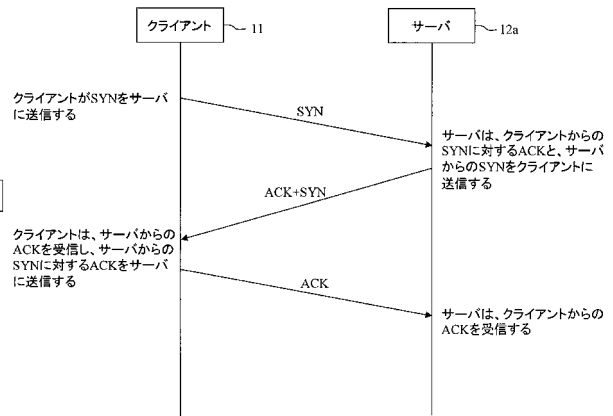 クライアント
11
サーバ
12a
クライアントがSYNをサーバ
に送信する
SYN
サーバは、クライアントからの
SYNに対するACKと、サーバ
からのSYNをクライアントに
送信する
ACK+SYN
クライアントは、サーバからの
ACKを受信し、サーバからの
SYNに対するACKをサーバ
に送信する
ACK
サーバは、クライアントからの
ACKを受信する